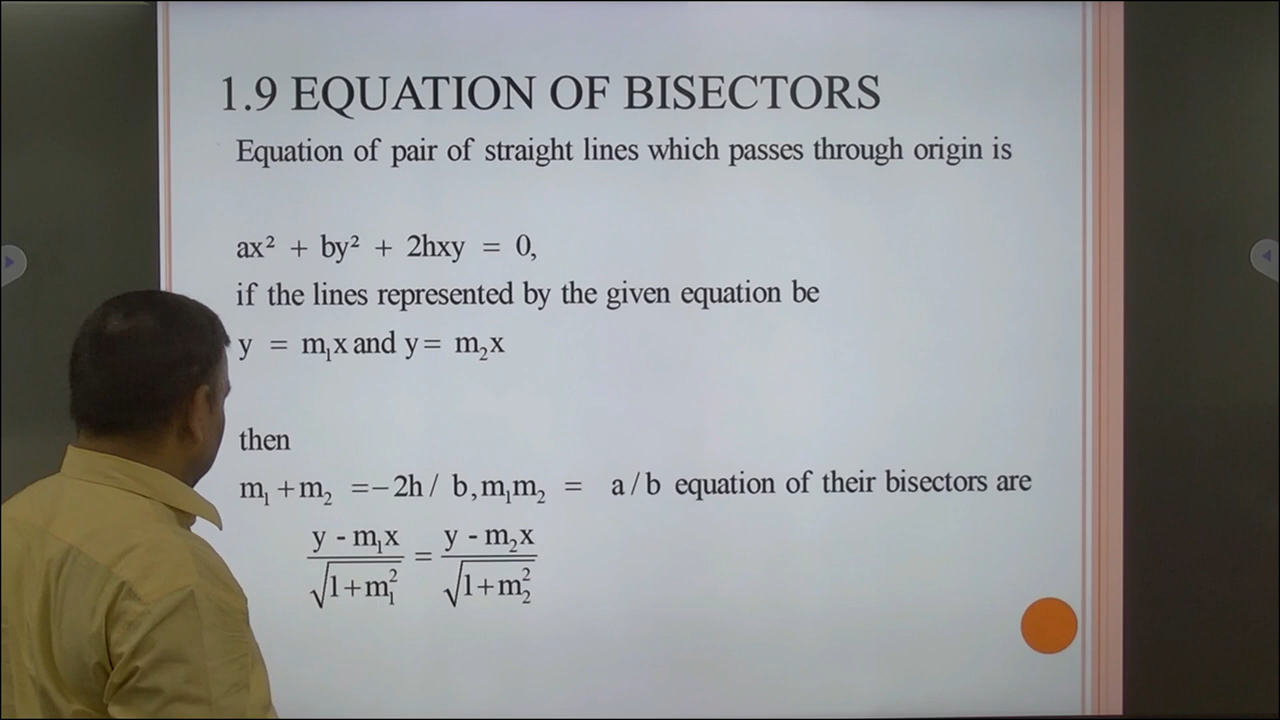 1.9 EQUATION OF BISECTORS
Equation of pair of straight lines which passes through origin is
ax² + by² + 2hxy = 0,
if the lines represented by the given equation be
y = m₁x and y = m₂x
then
m₁ + m₂ = – 2h / b, m₁m₂ = a / b equation of their bisectors are
y - m₁x / √1+m₁² = y - m₂x / √1+m₂²